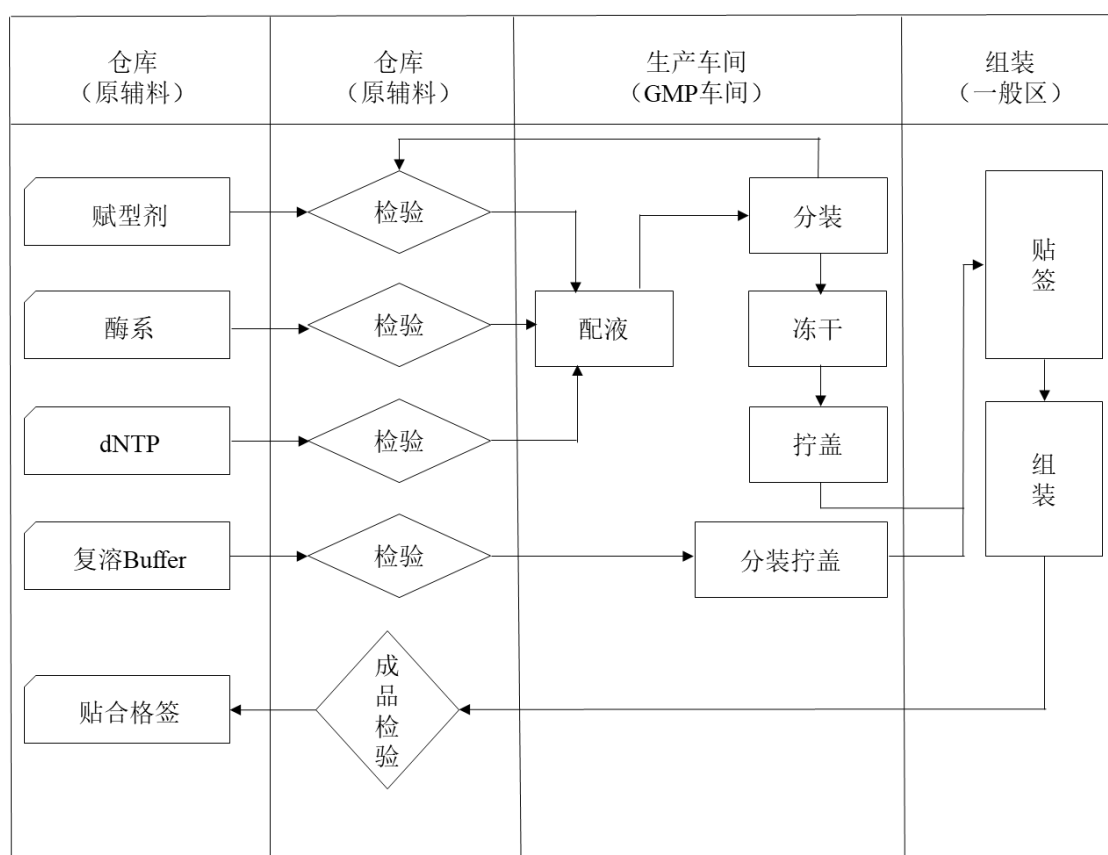 仓库
（原辅料）
仓库
（原辅料）
生产车间
（GMP车间）
组装
（一般区）
赋型剂
检验
分装
贴
签
酶系
检验
配液
冻干
dNTP
检验
拧盖
组
装
复溶Buffer
检验
分装拧盖
贴合格签
成
品
检
验